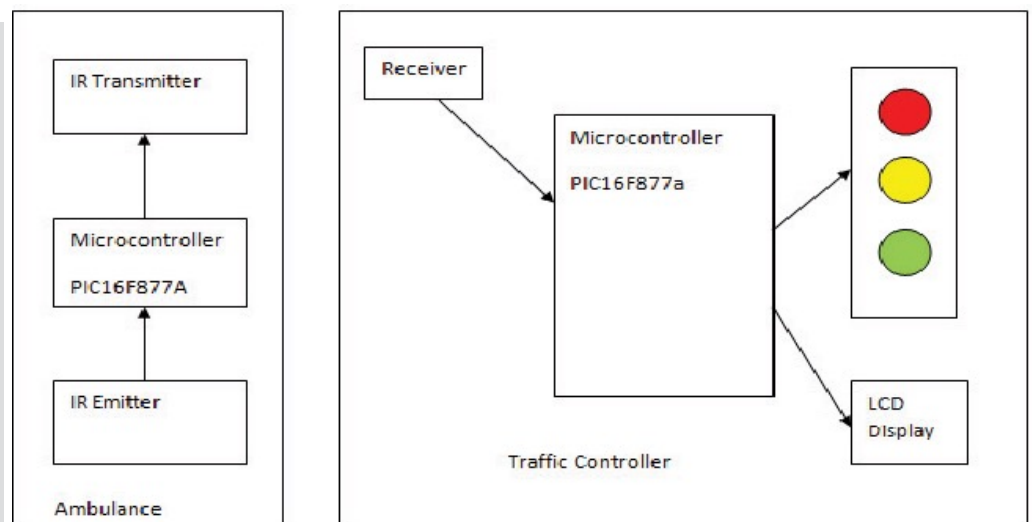 IR Transmitter
Microcontroller
PIC16F877A
IR Emitter
Ambulance
Receiver
Microcontroller
PIC16F877a
LCD
DIsplay
Traffic Controller